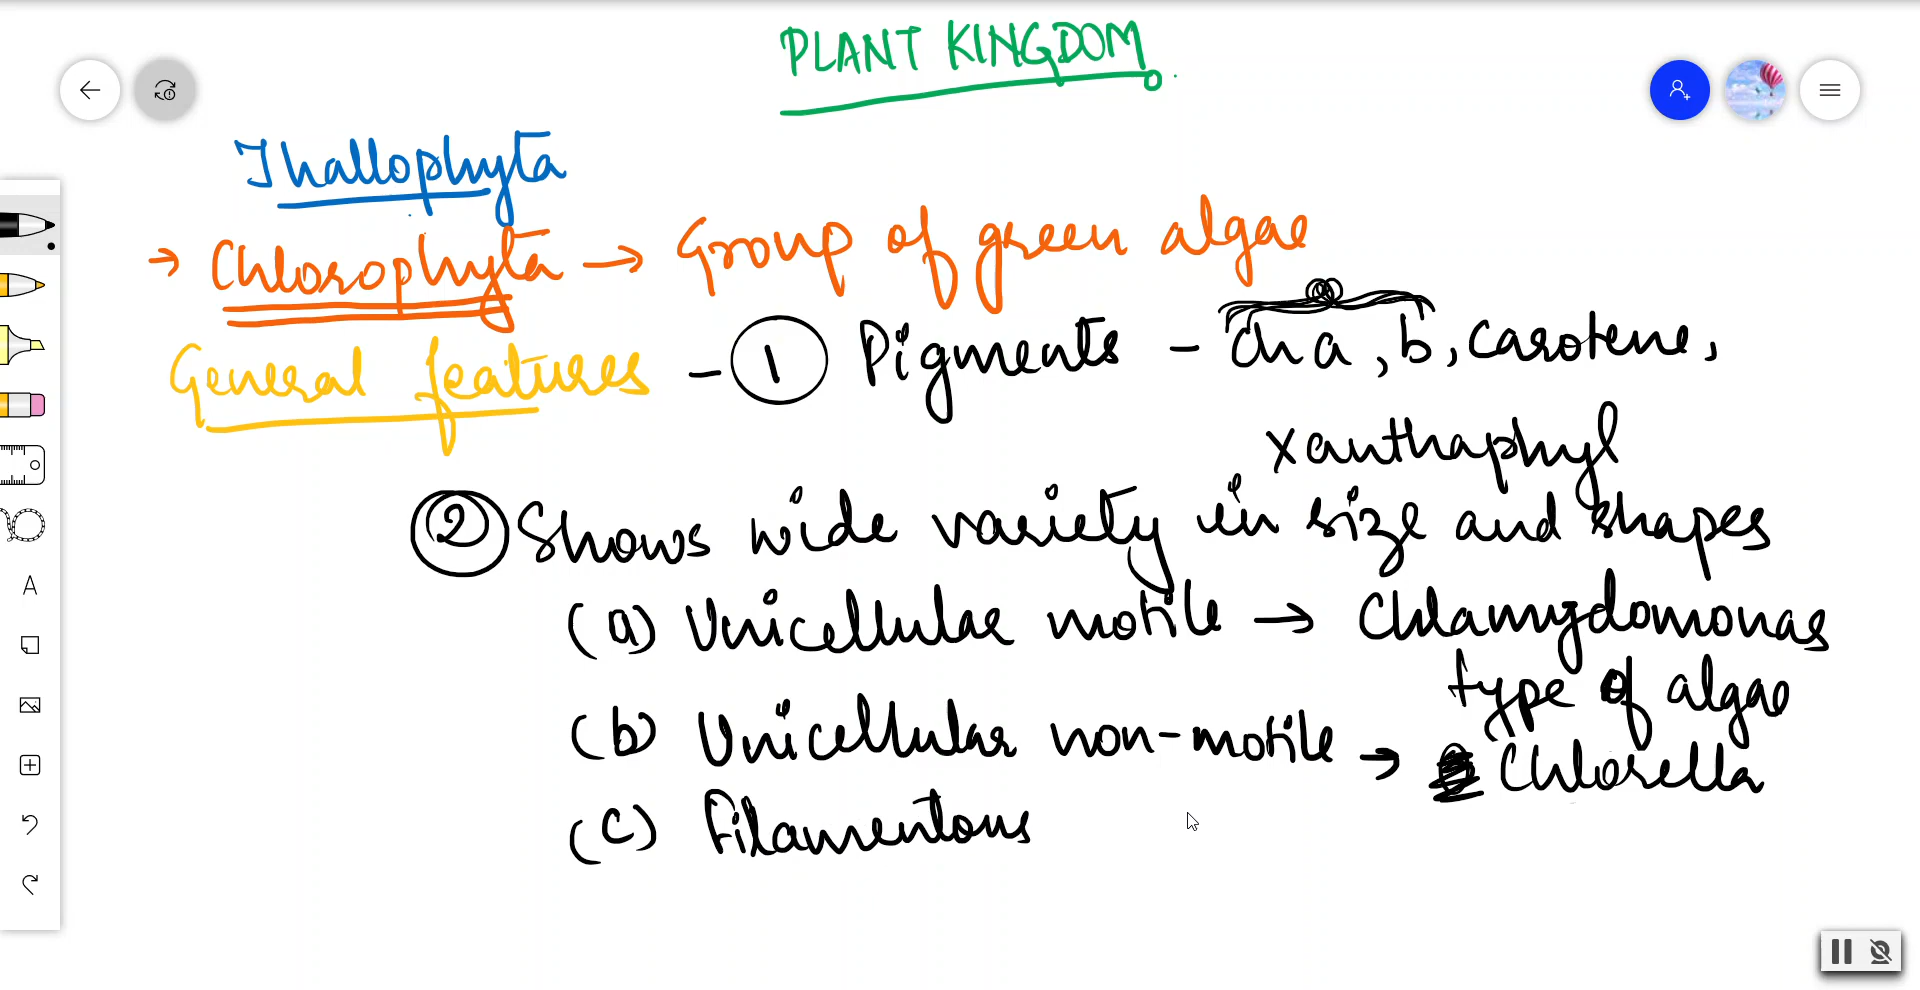 PLANT KINGDOM
Thallophyta
→ Chlorophyta → Group of green algae
General features - 1 Pigments - chl a, b, carotene,
xanthaphyl
2 Shows wide variety in size and shapes
(a) Unicellular motile → Chlamydomonas
type of algae
(b) Unicellular non-motile → Chlorella
(c) Filamentous
A